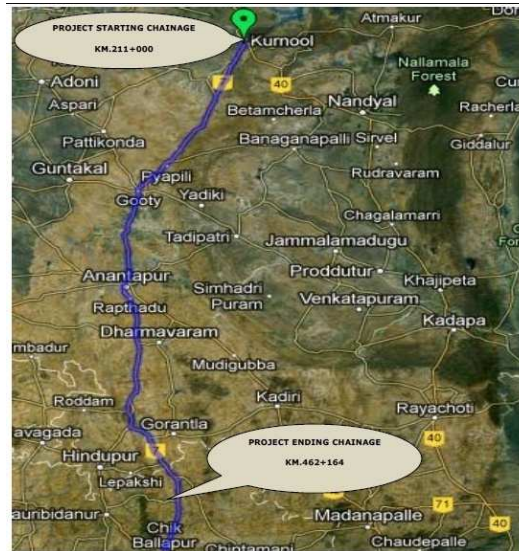 PROJECT STARTING CHAINAGE
KM.211+000
Kurnool
Atmakur
Nallamala
Forest
Adoni
40
Aspari
Betamcherla
Nandyal
Racherla
Pattikonda
Banaganapalli
Sirvel
Giddalur
Guntakal
Pyapili
Rudravaram
Gooty
Yadiki
Chagalamarri
Tadipatri
Jammalamadugu
Anantapur
Simhadri
Puram
Proddutur
Khajipeta
Rapthadu
Venkatapuram
Dharmavaram
Kadapa
mbadur
Mudigubba
Roddam
Kadiri
Rayachoti
avagada
Gorantla
PROJECT ENDING CHAINAGE
KM.462+164
40
7
Hindupur
Lepakshi
71
40
auribidanur
Chik
Ballapur
Madanapalle
Chintamani
Chaudepalle